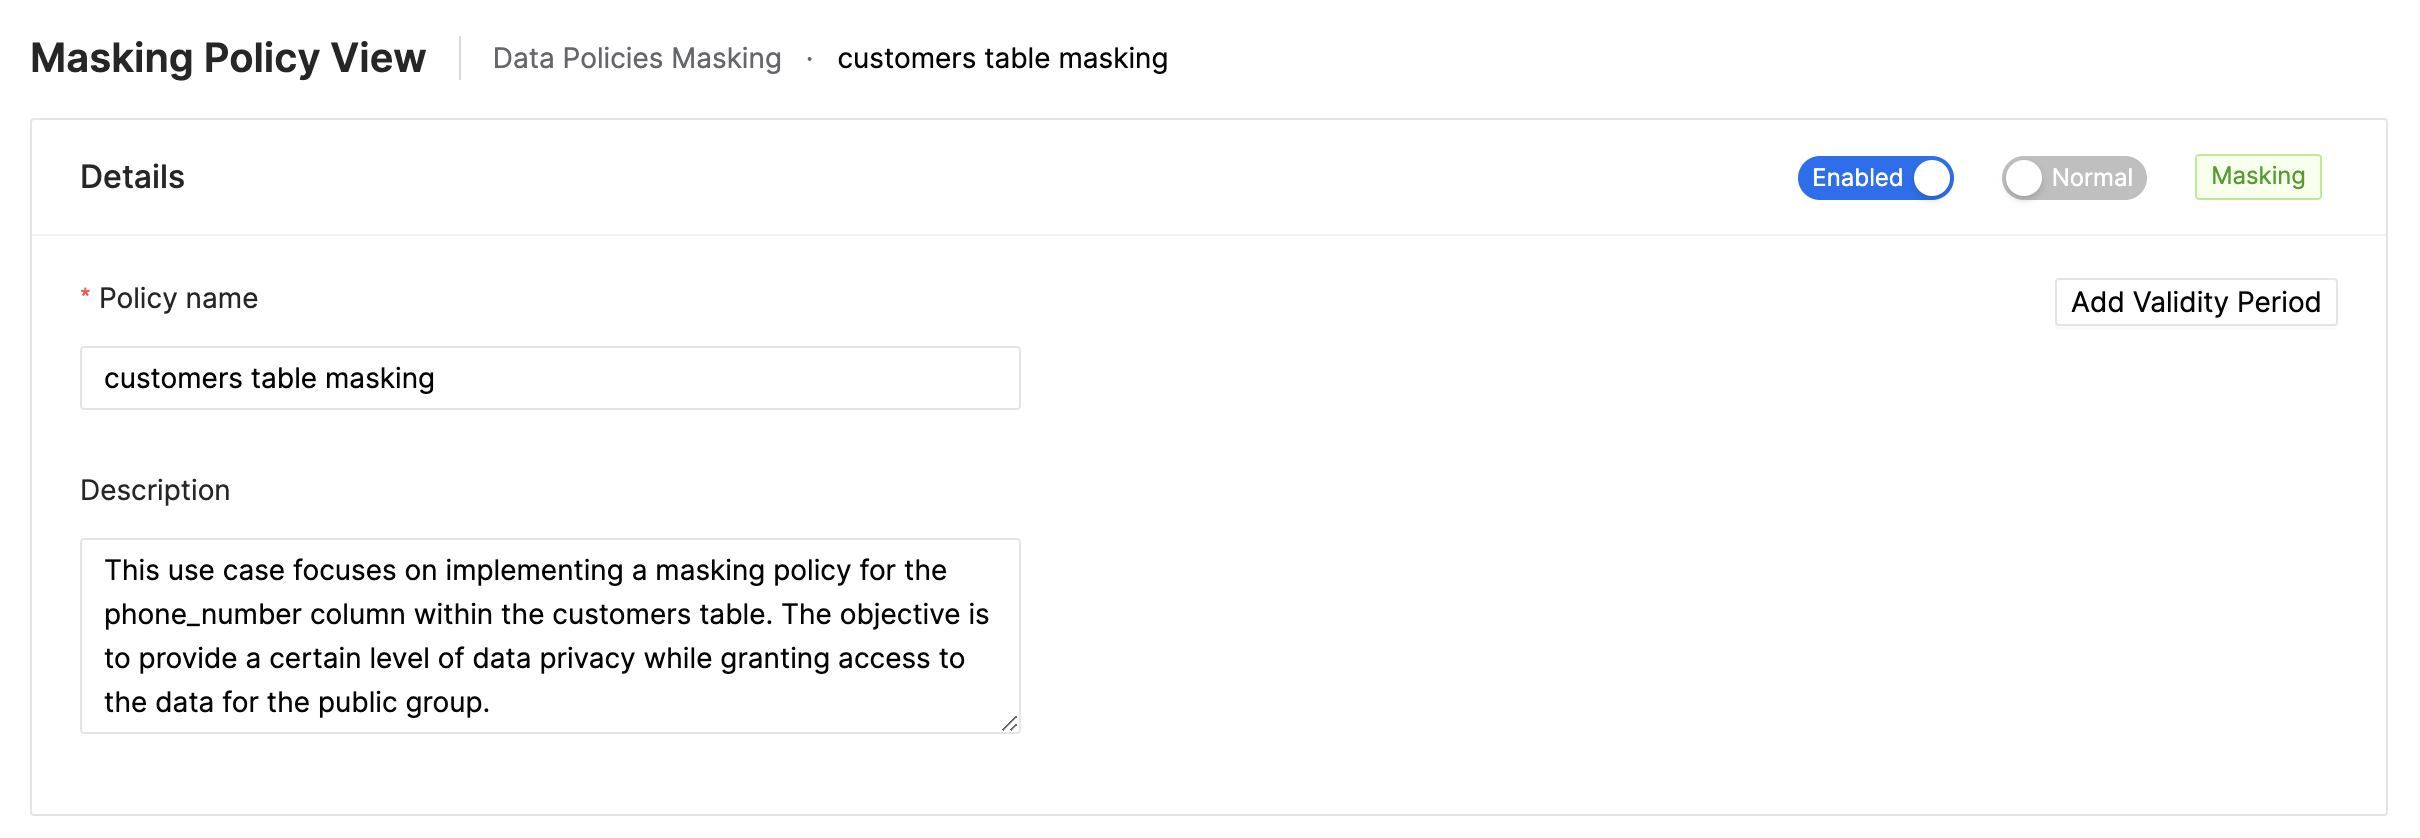 Masking Policy View
Data Policies Masking · customers table masking
Details
Enabled
Normal
Masking
* Policy name
Add Validity Period
customers table masking
Description
This use case focuses on implementing a masking policy for the
phone_number column within the customers table. The objective is
to provide a certain level of data privacy while granting access to
the data for the public group.